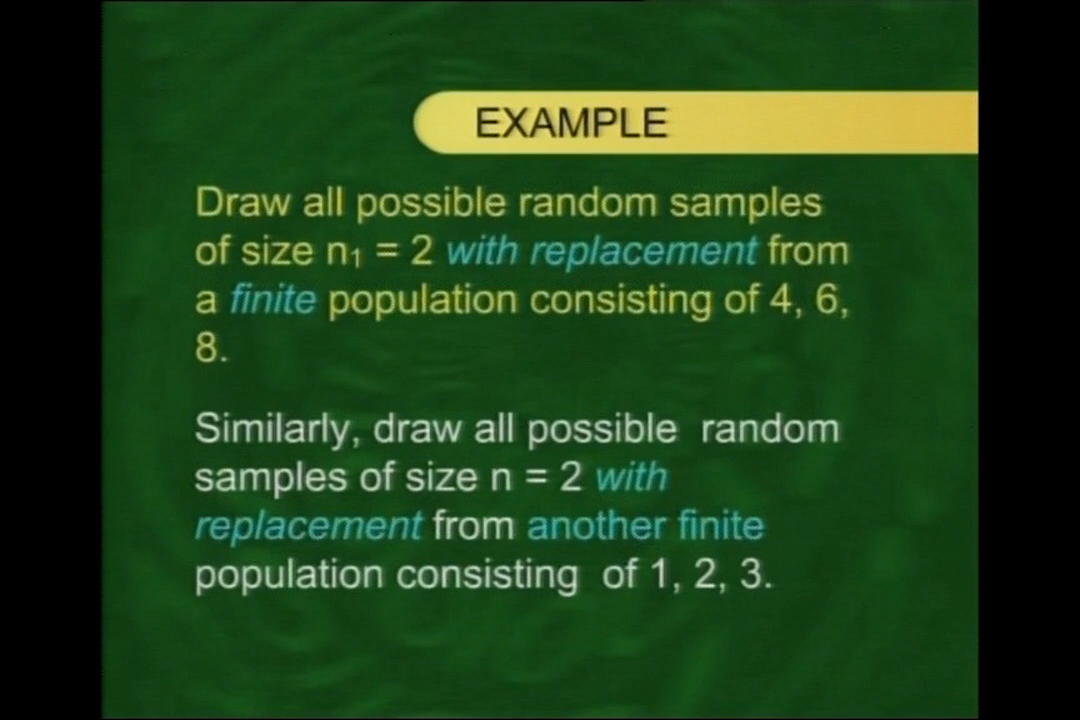 EXAMPLE
Draw all possible random samples
of size n₁ = 2 with replacement from
a finite population consisting of 4, 6,
8.
Similarly, draw all possible random
samples of size n = 2 with
replacement from another finite
population consisting of 1, 2, 3.